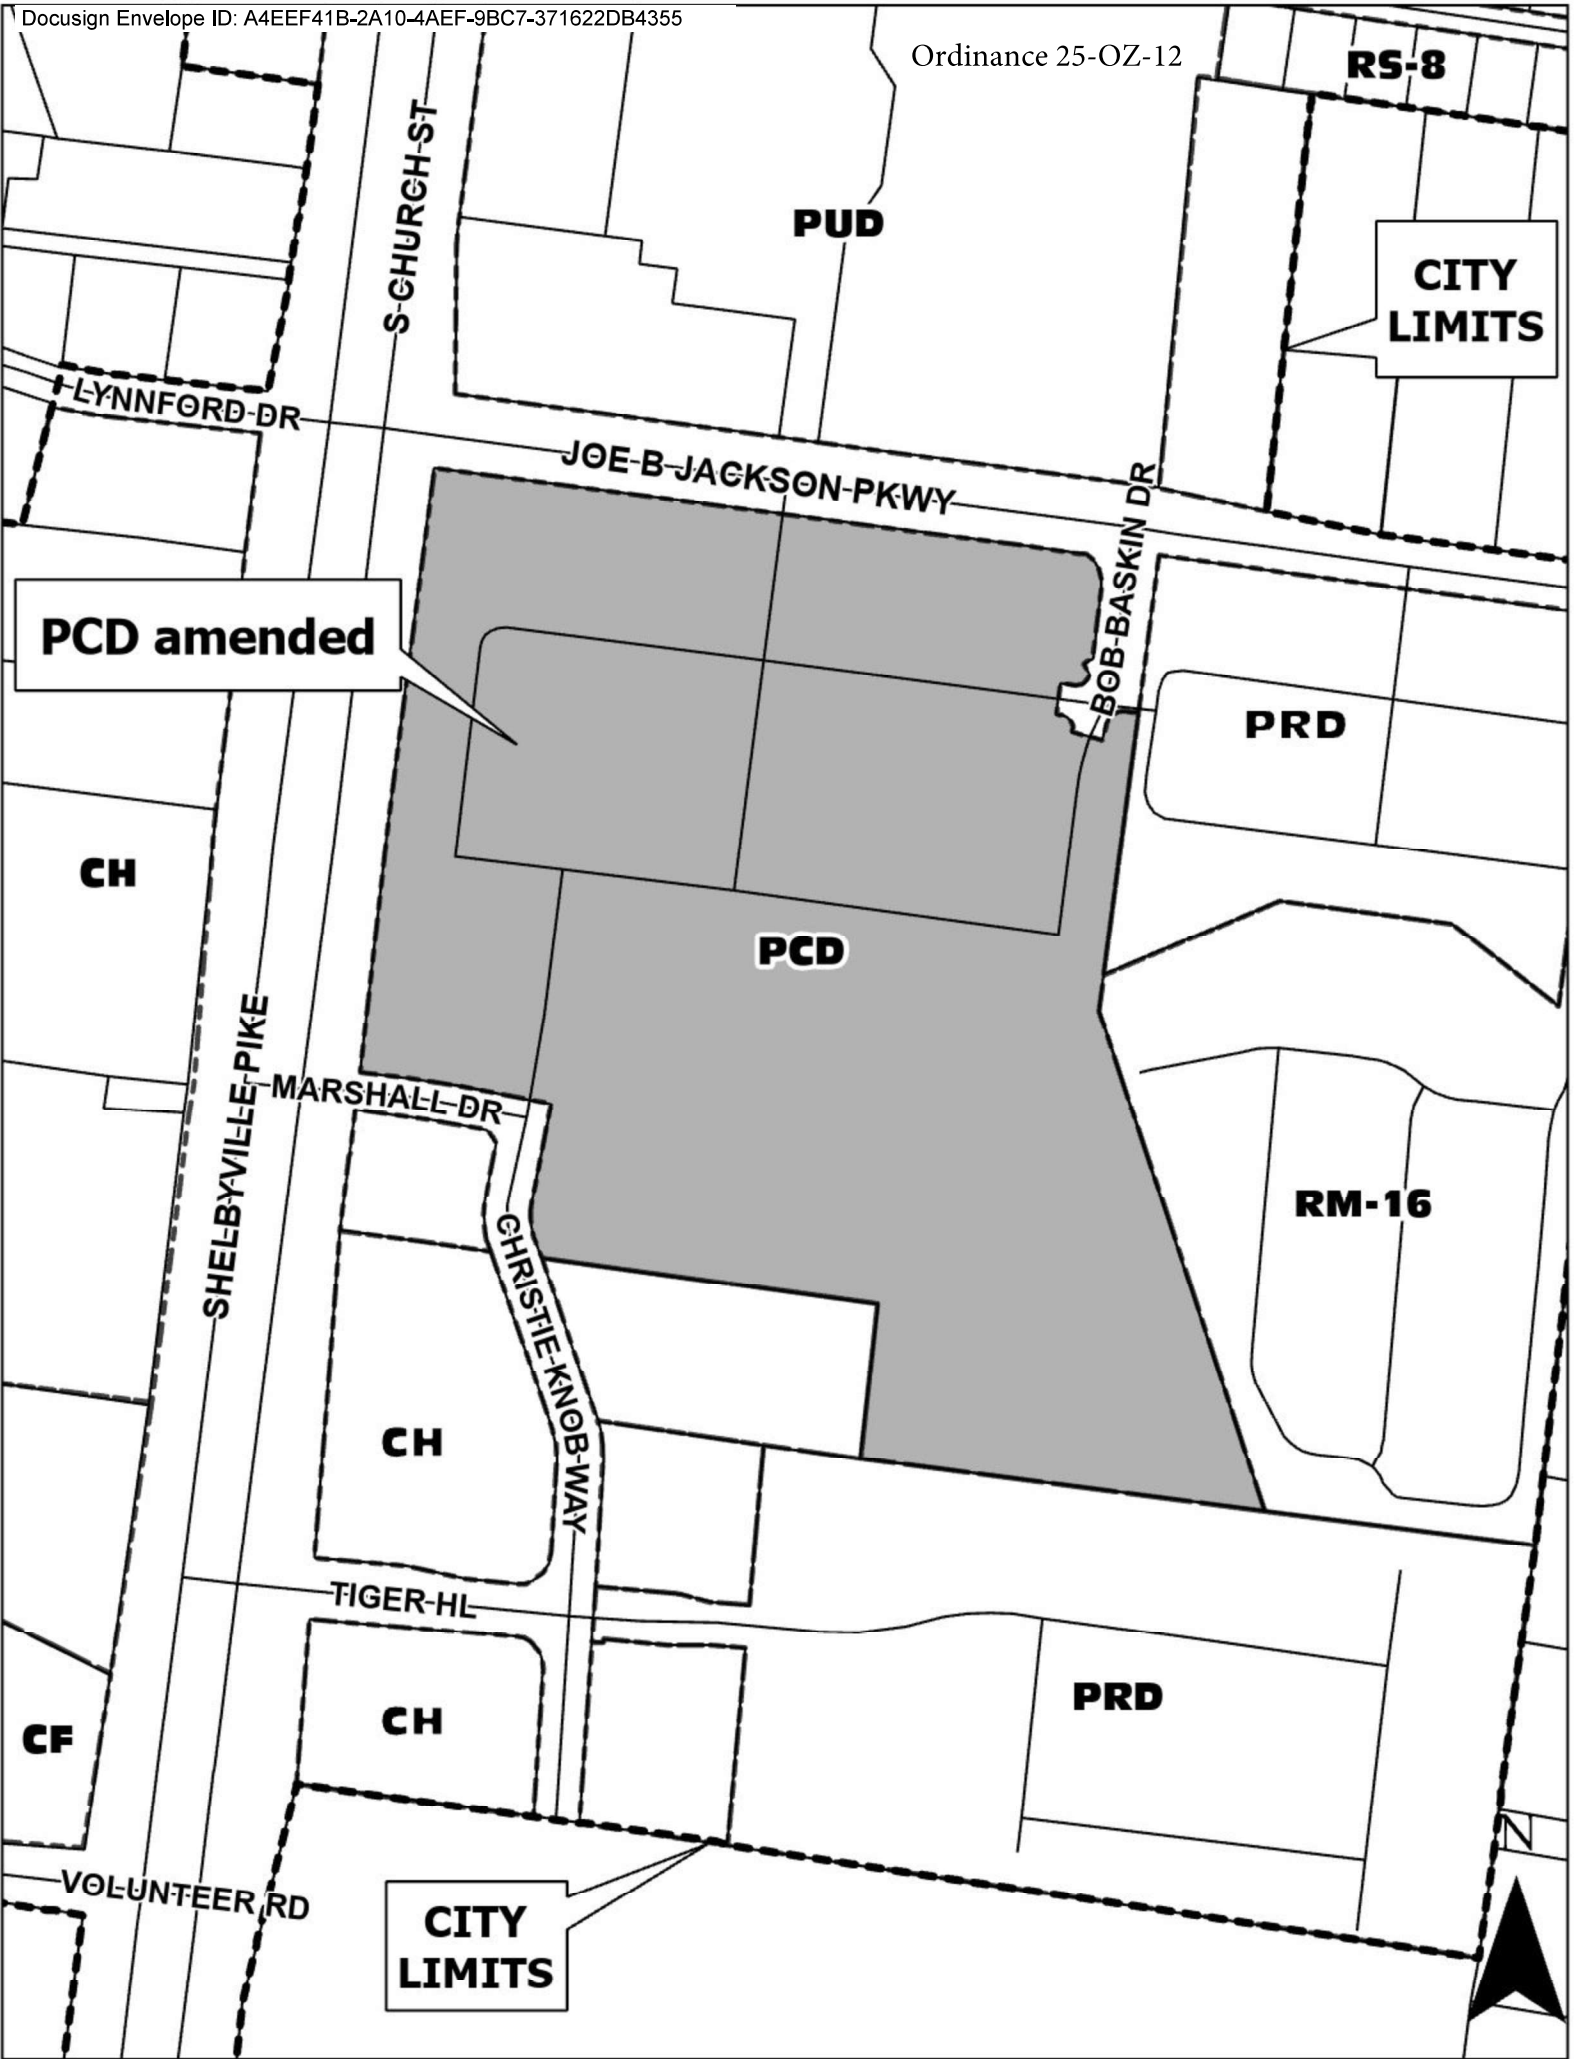 Docusign Envelope ID: A4EEF41B-2A10-4AEF-9BC7-371622DB4355
Ordinance 25-OZ-12
RS-8
S CHURCH ST
PUD
CITY
LIMITS
LYNNFORD DR
JOE B JACKSON PKWY
BOB BASKIN DR
PCD amended
PRD
CH
PCD
SHELBYVILLE PIKE
MARSHALL DR
RM-16
CHRISTIE KNOB WAY
CH
TIGER HL
PRD
CH
CF
N
VOLUNTEER RD
CITY
LIMITS